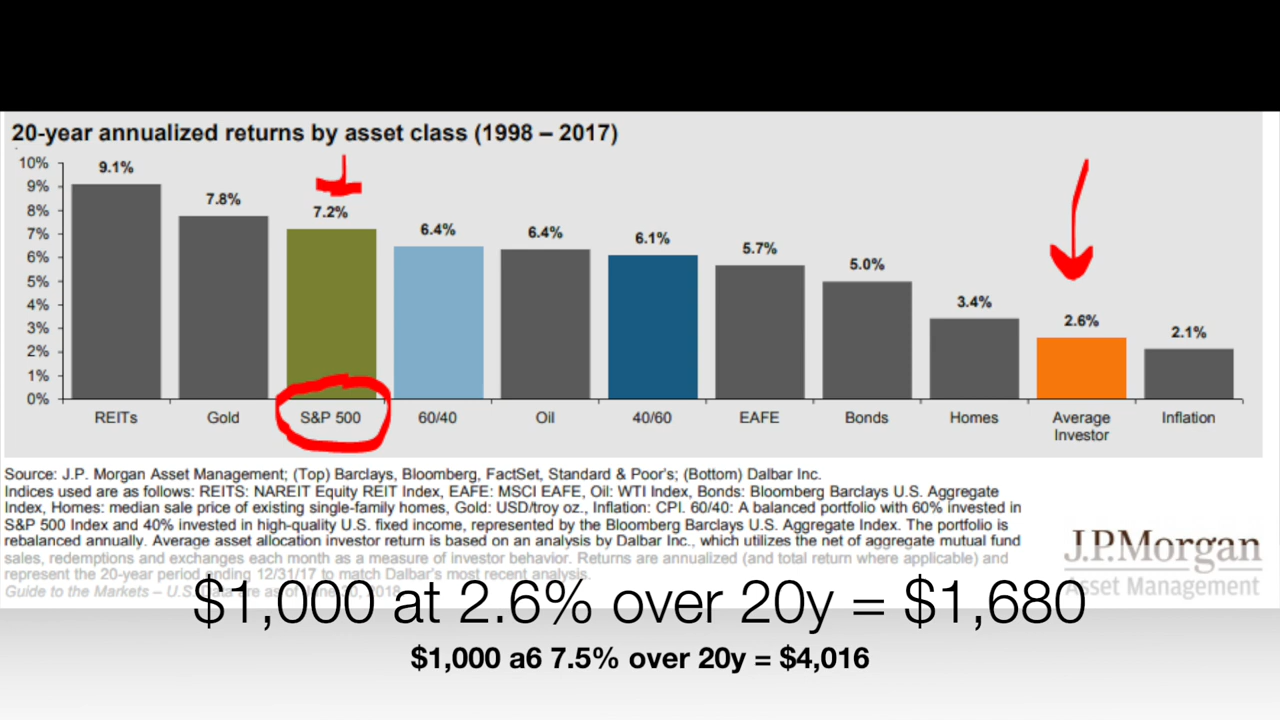 20-year annualized returns by asset class (1998 – 2017)
10%
9%
8%
7%
6%
5%
4%
3%
2%
1%
0%
9.1%
7.8%
7.2%
6.4%
6.4%
6.1%
5.7%
5.0%
3.4%
2.6%
2.1%
REITs
Gold
S&P 500
60/40
Oil
40/60
EAFE
Bonds
Homes
Average
Investor
Inflation
Source: J.P. Morgan Asset Management; (Top) Barclays, Bloomberg, FactSet, Standard & Poor's; (Bottom) Dalbar Inc.
Indices used are as follows: REITS: NAREIT Equity REIT Index, EAFE: MSCI EAFE, Oil: WTI Index, Bonds: Bloomberg Barclays U.S. Aggregate
Index, Homes: median sale price of existing single-family homes, Gold: USD/troy oz., Inflation: CPI. 60/40: A balanced portfolio with 60% invested in
S&P 500 Index and 40% invested in high-quality U.S. fixed income, represented by the Bloomberg Barclays U.S. Aggregate Index. The portfolio is
rebalanced annually. Average asset allocation investor return is based on an analysis by Dalbar Inc., which utilizes the net of aggregate mutual fund
sales, redemptions and exchanges each month as a measure of investor behavior. Returns are annualized (and total return where applicable) and
represent the 20-year period ending 12/31/17 to match Dalbar's most recent analysis.
Guide to the Markets – U.S. are as 2018
J.P.Morgan
Asset Management
$1,000 at 2.6% over 20y = $1,680
$1,000 a6 7.5% over 20y = $4,016